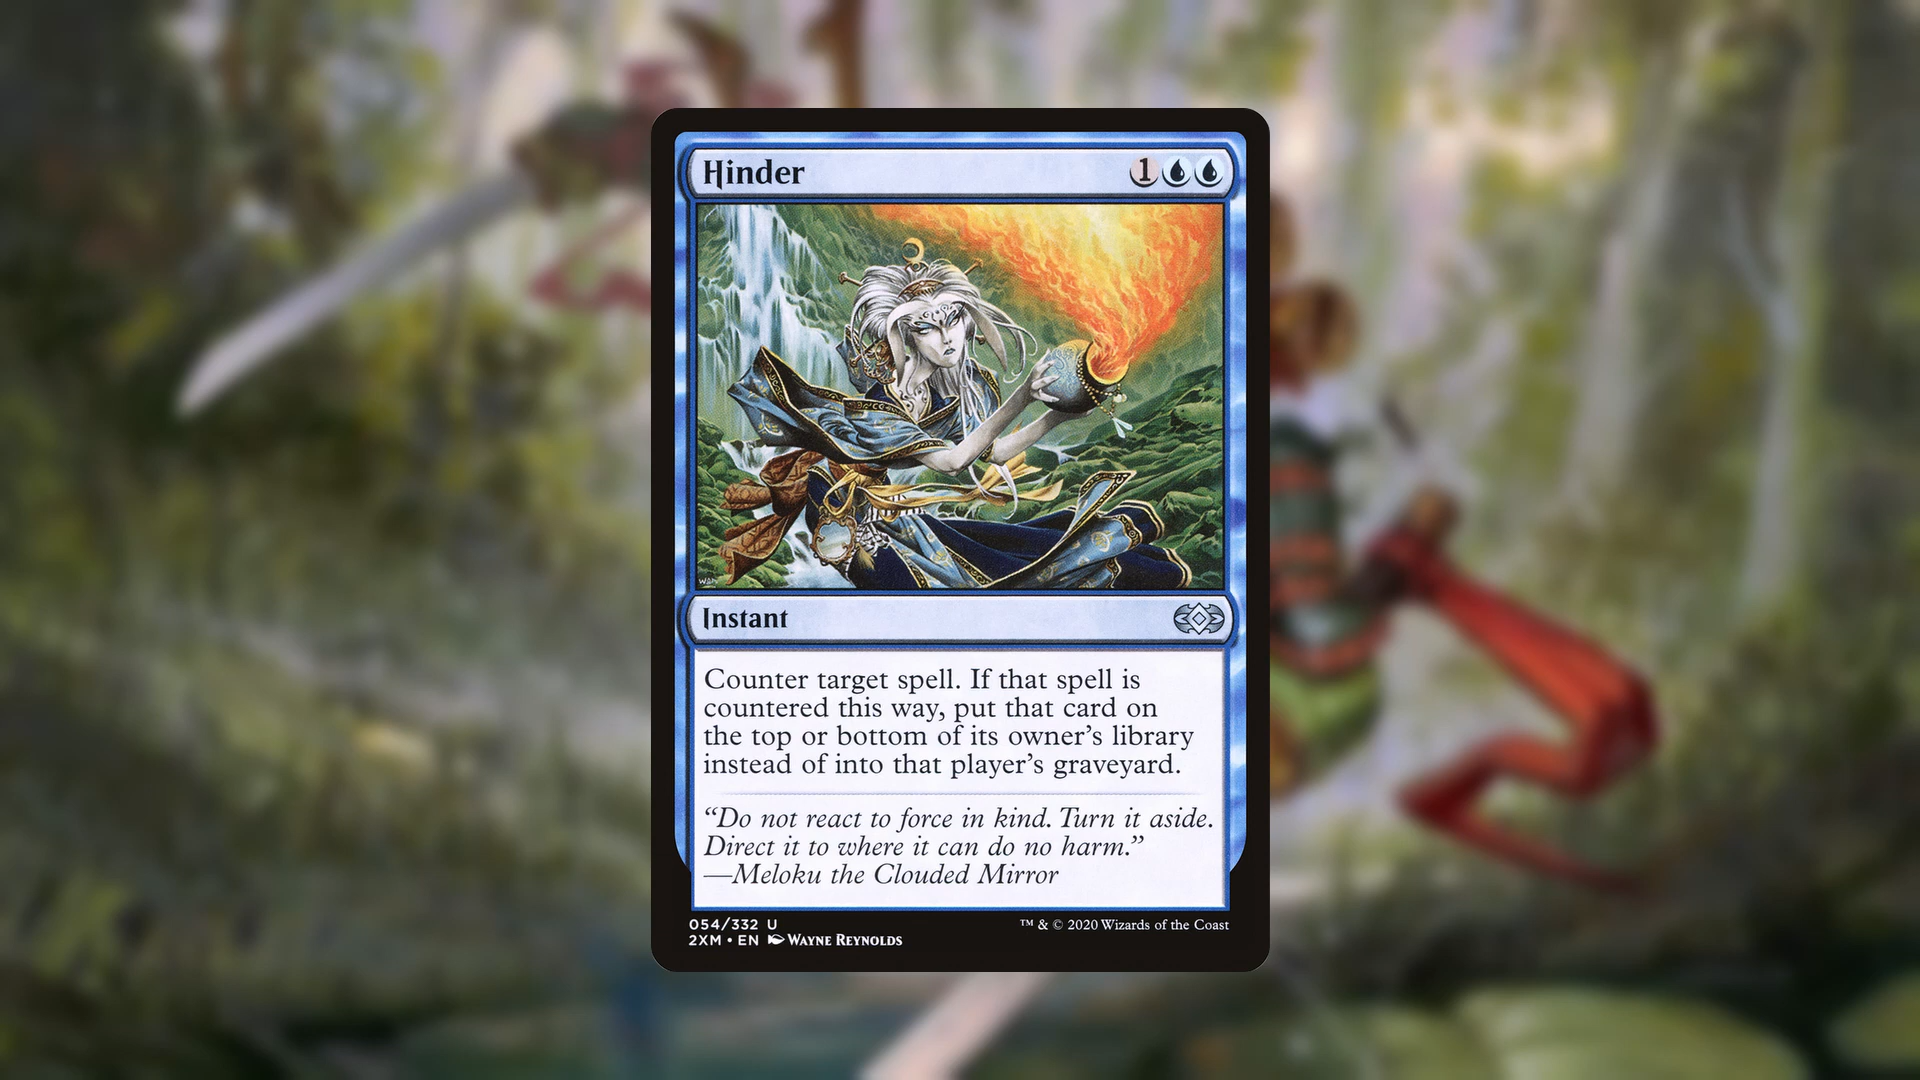 Hinder
1
Instant
Counter target spell. If that spell is
countered this way, put that card on
the top or bottom of its owner's library
instead of into that player's graveyard.
“Do not react to force in kind. Turn it aside.
Direct it to where it can do no harm.”
—Meloku the Clouded Mirror
054/332 U
2XM • EN Wayne Reynolds
™ & © 2020 Wizards of the Coast